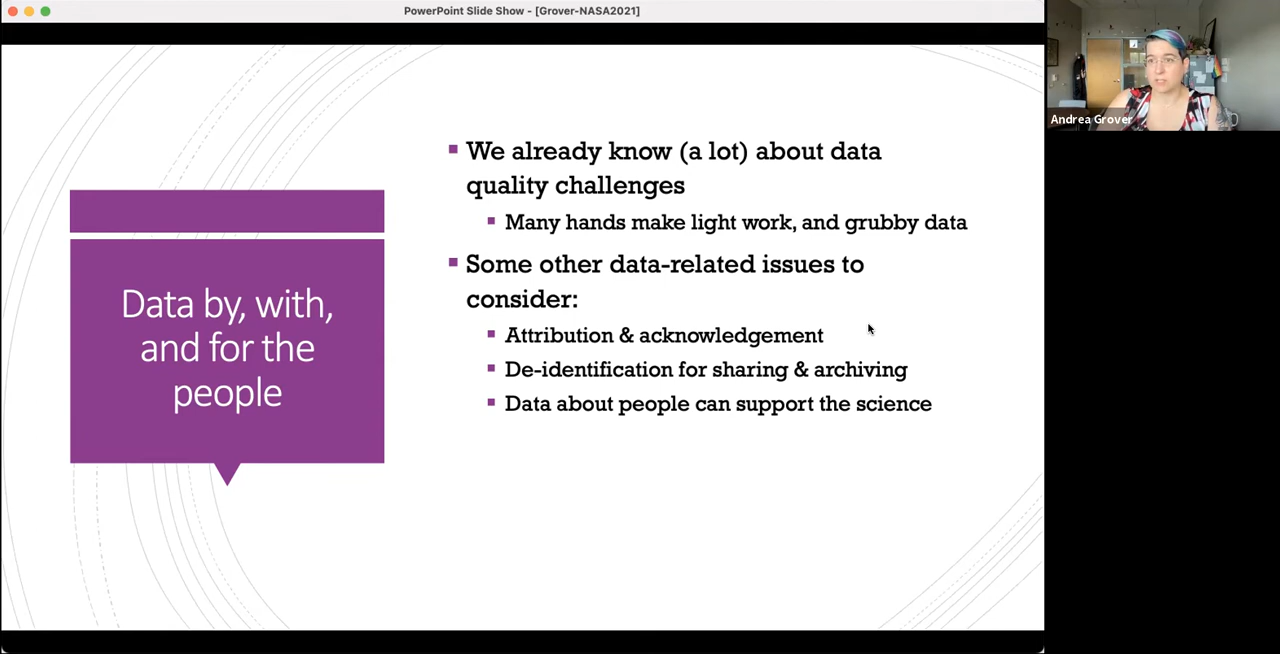 PowerPoint Slide Show - [Grover-NASA2021]
Data by, with,
and for the
people
We already know (a lot) about data
quality challenges
Many hands make light work, and grubby data
Some other data-related issues to
consider:
Attribution & acknowledgement
De-identification for sharing & archiving
Data about people can support the science
Andrea Grover